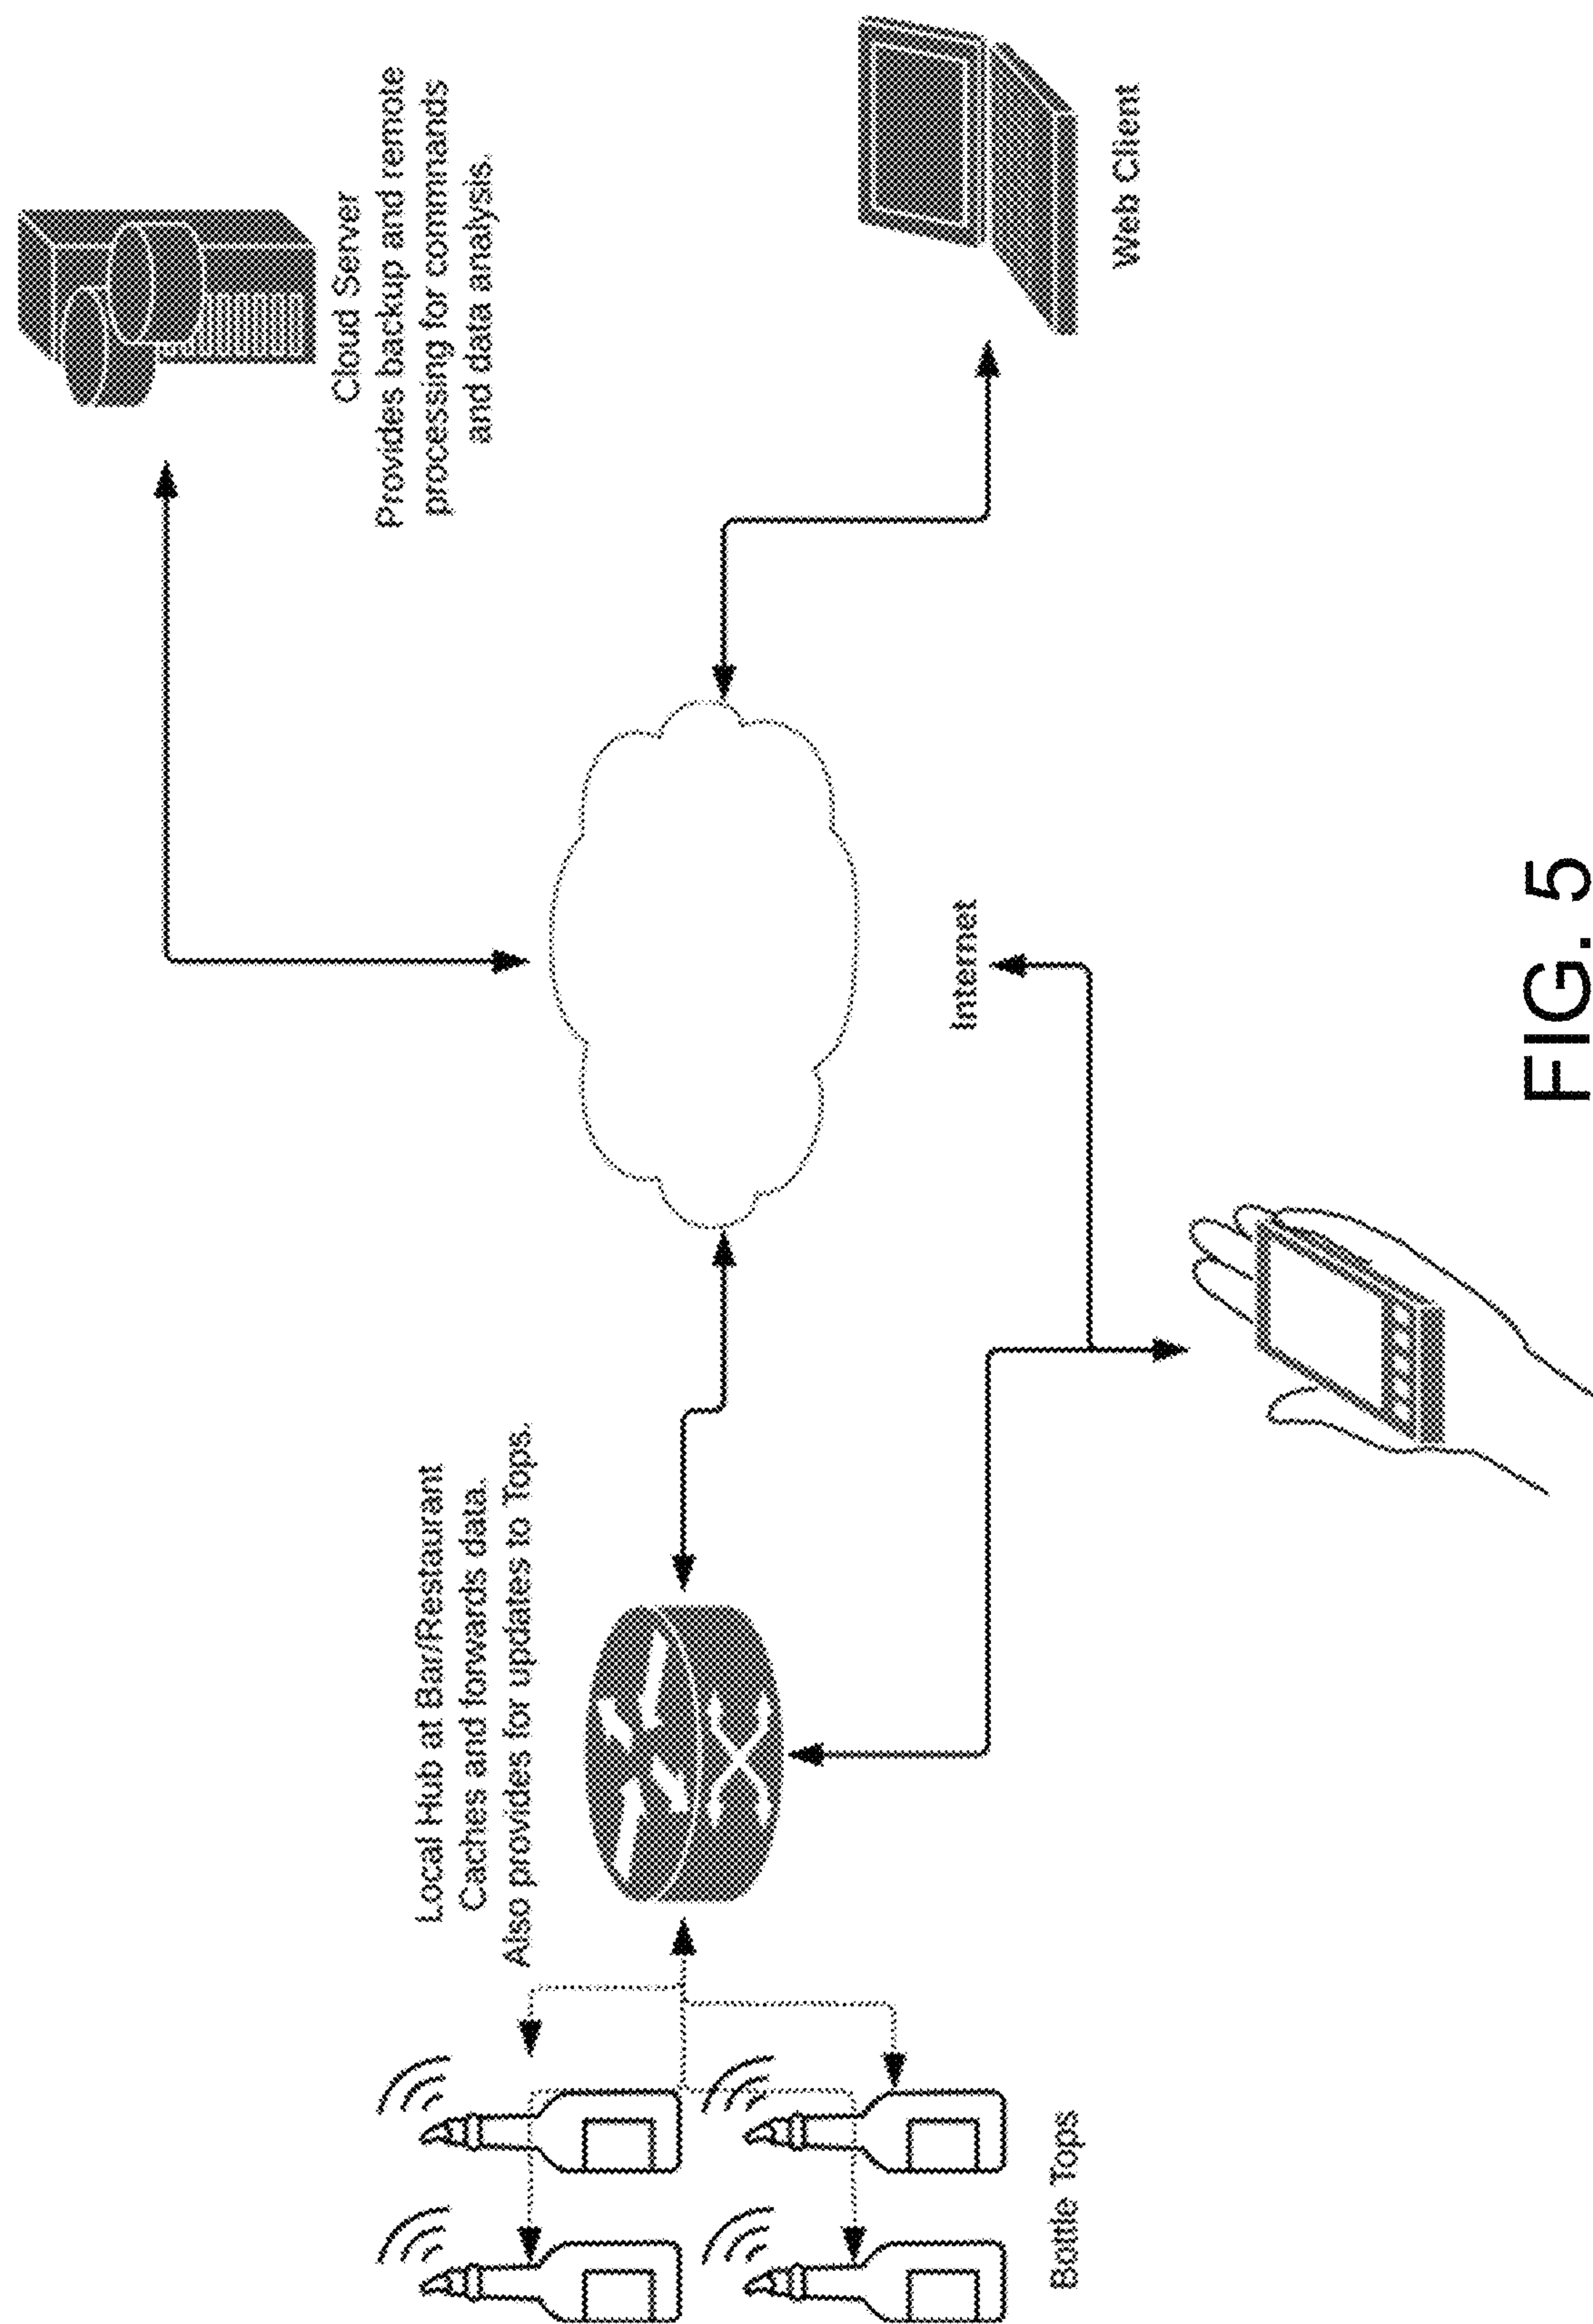 Cloud Server
Provides backup and remote
processing for commands
and data analysis.
Local Hub at Bar/Restaurant
Caches and forwards data.
Also provides for updates to Tops.
Internet
Web Client
Bottle Tops
FIG. 5